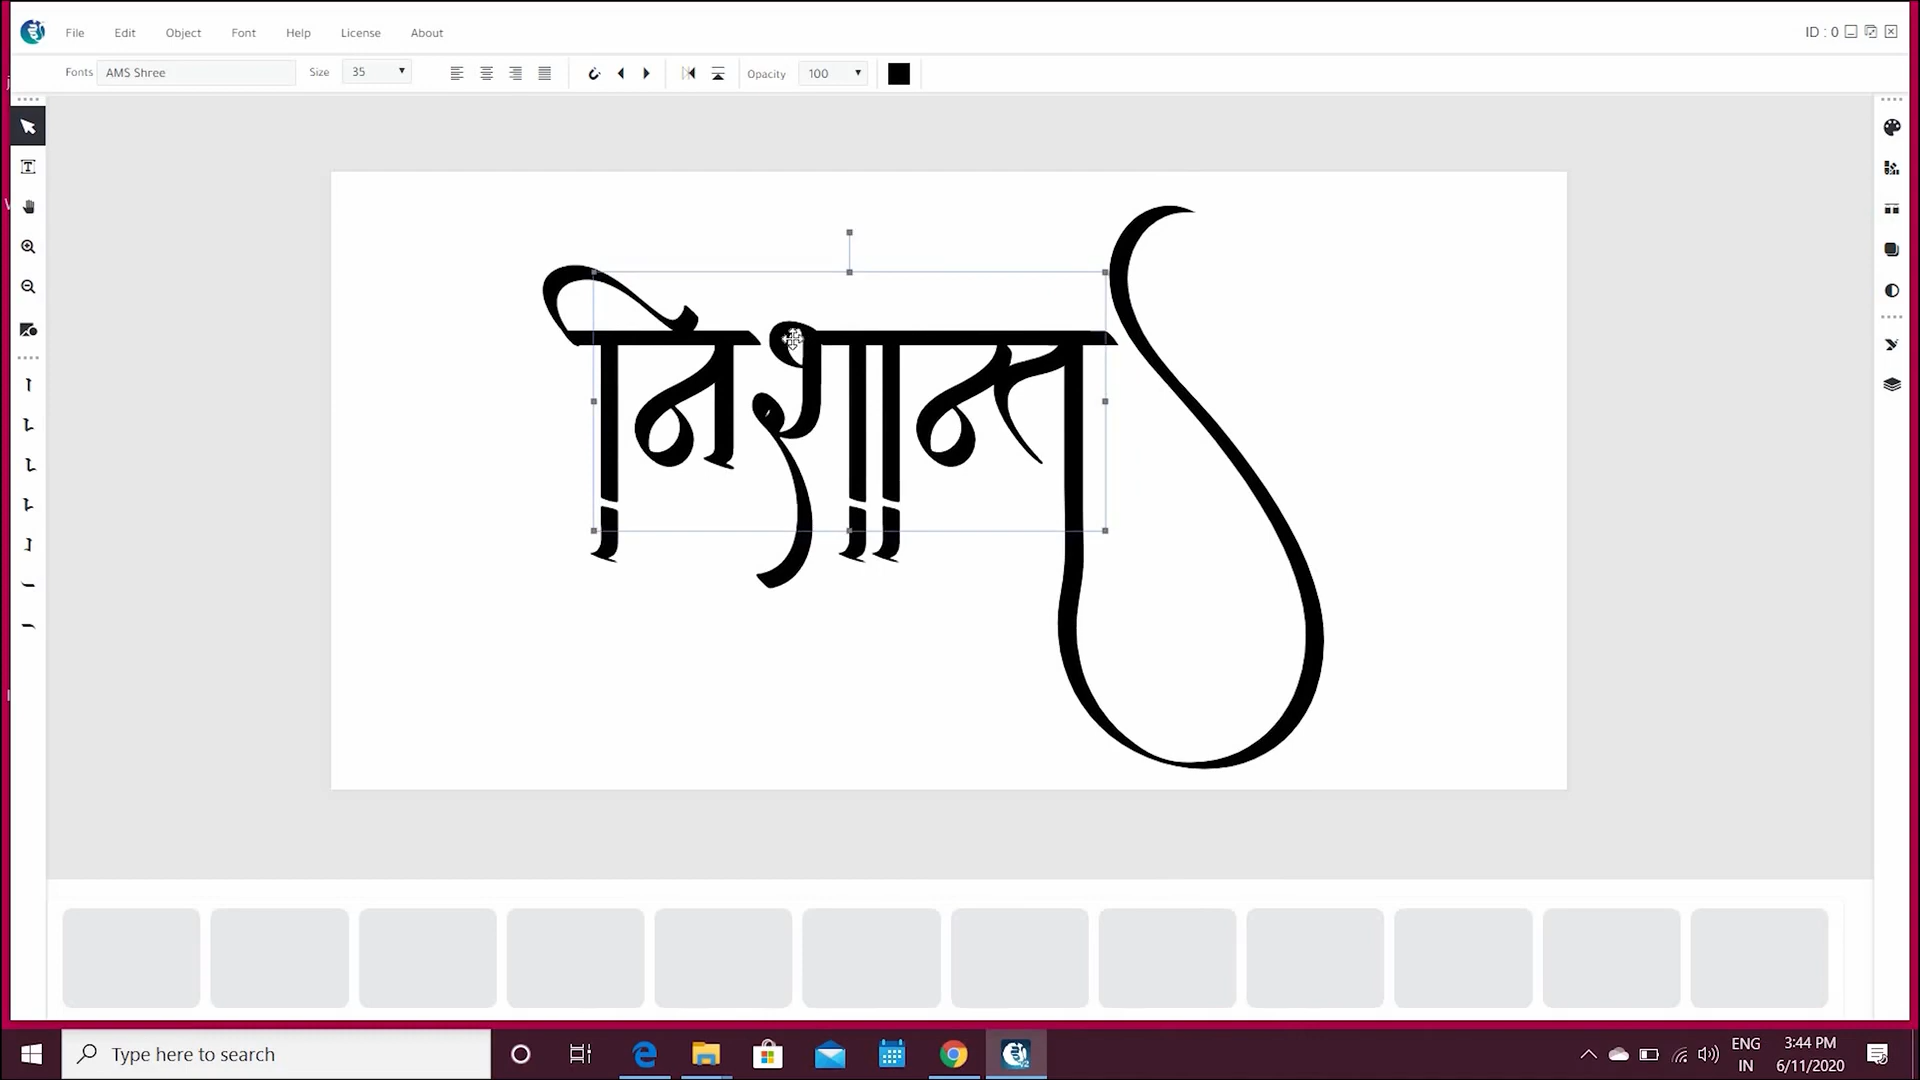 File Edit Object Font Help License About ID : 0
Fonts AMS Shree Size 35 Opacity 100
निशान्त
Type here to search
ENG 3:44 PM
IN 6/11/2020